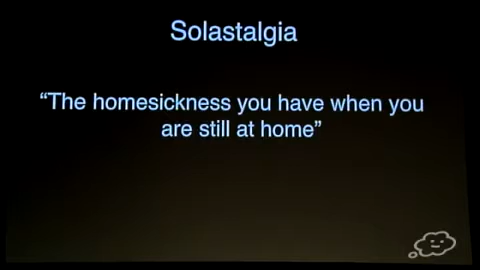 Solastalgia
“The homesickness you have when you
are still at home”